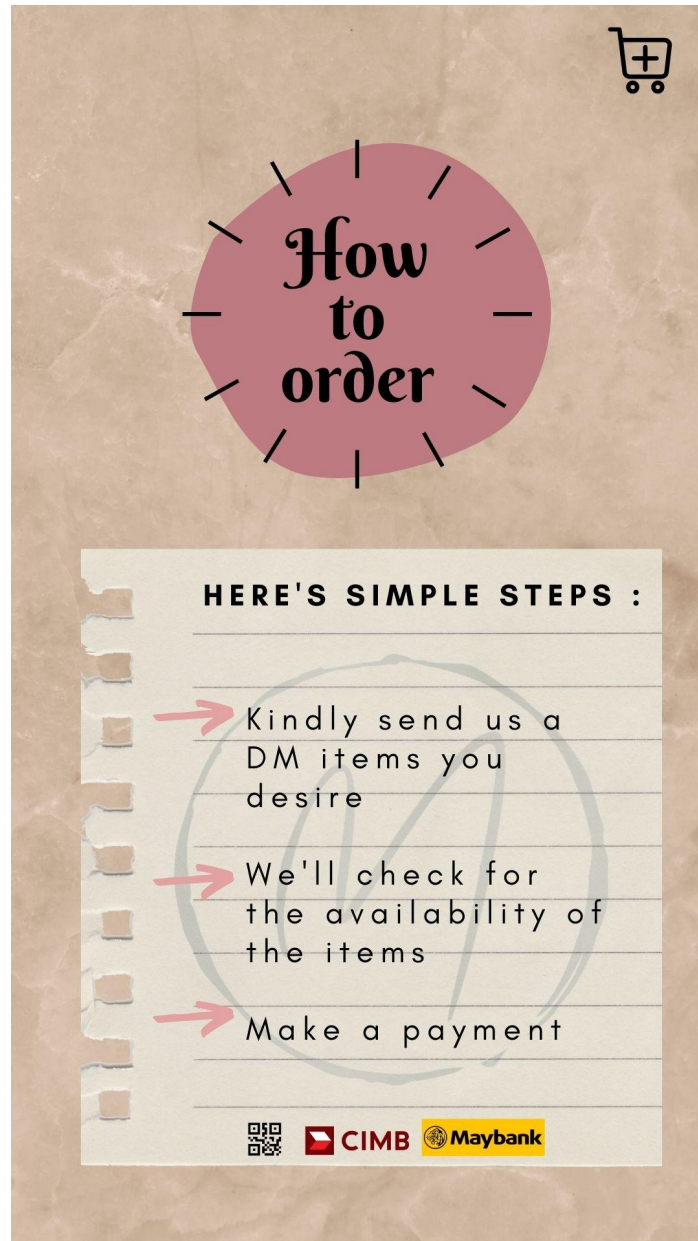 How
to
order
HERE'S SIMPLE STEPS :
Kindly send us a
DM items you
desire
We'll check for
the availability of
the items
Make a payment
CIMB Maybank